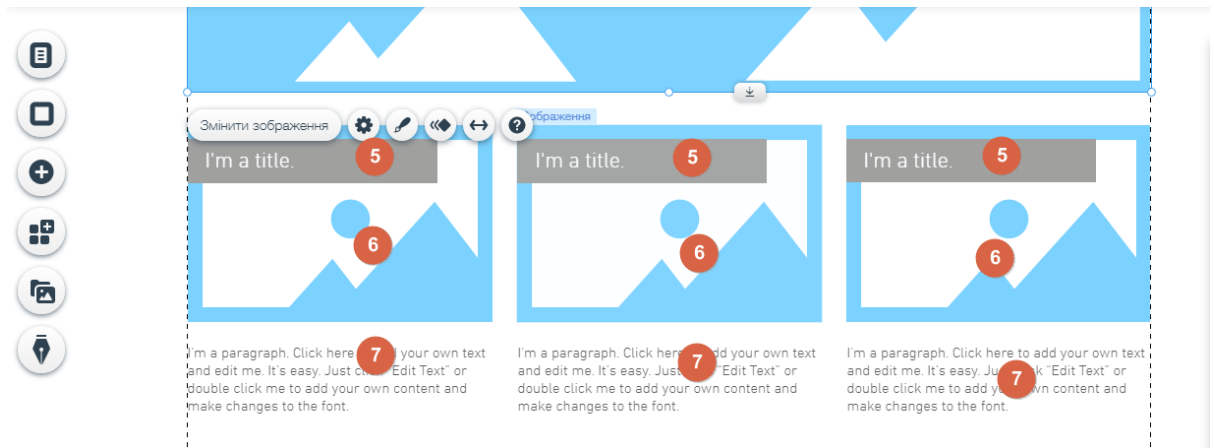 Змінити зображення
?
ображення
I'm a title.
5
I'm a title.
5
I'm a title.
5
6
6
6
I'm a paragraph. Click here 7 your own text
and edit me. It's easy. Just "Edit Text" or
double click me to add your own content and
make changes to the font.
I'm a paragraph. Click here 7 dd your own text
and edit me. It's easy. Just "Edit Text" or
double click me to add your own content and
make changes to the font.
I'm a paragraph. Click here to add your own text
and edit me. It's easy. 7 "Edit Text" or
double click me to add own content and
make changes to the font.